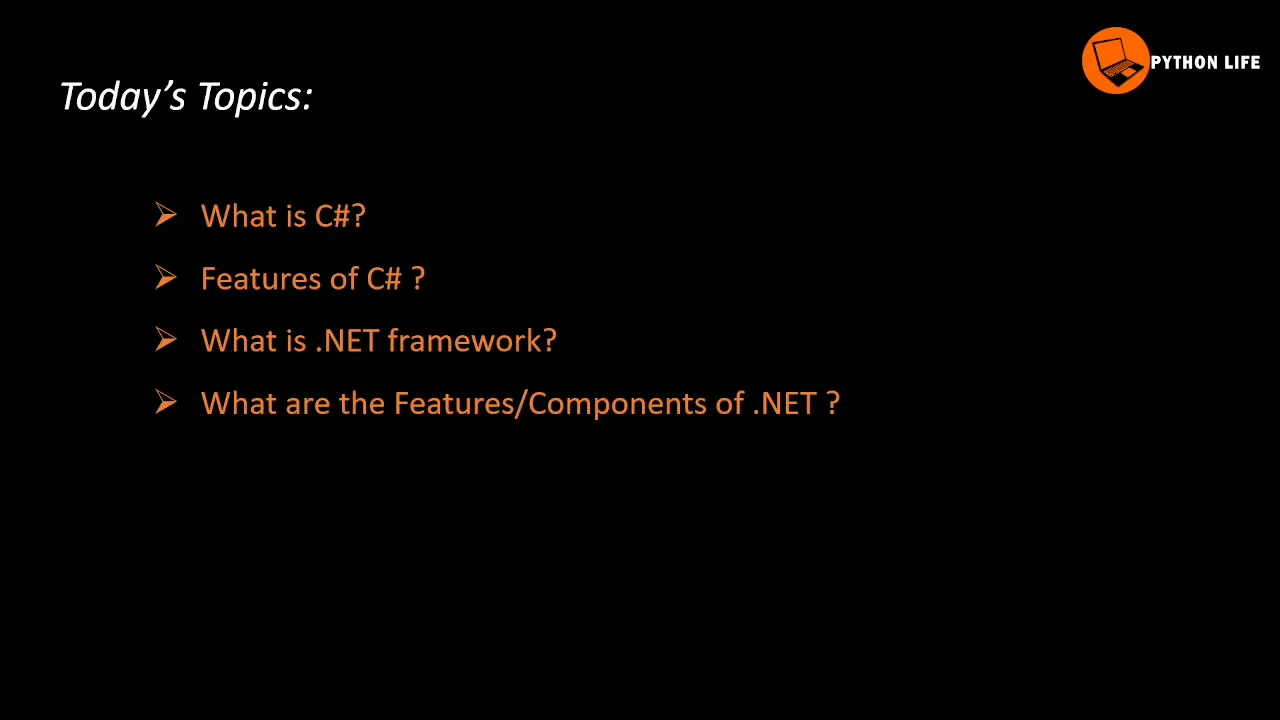 PYTHON LIFE
Today’s Topics:
What is C#?
Features of C# ?
What is .NET framework?
What are the Features/Components of .NET ?